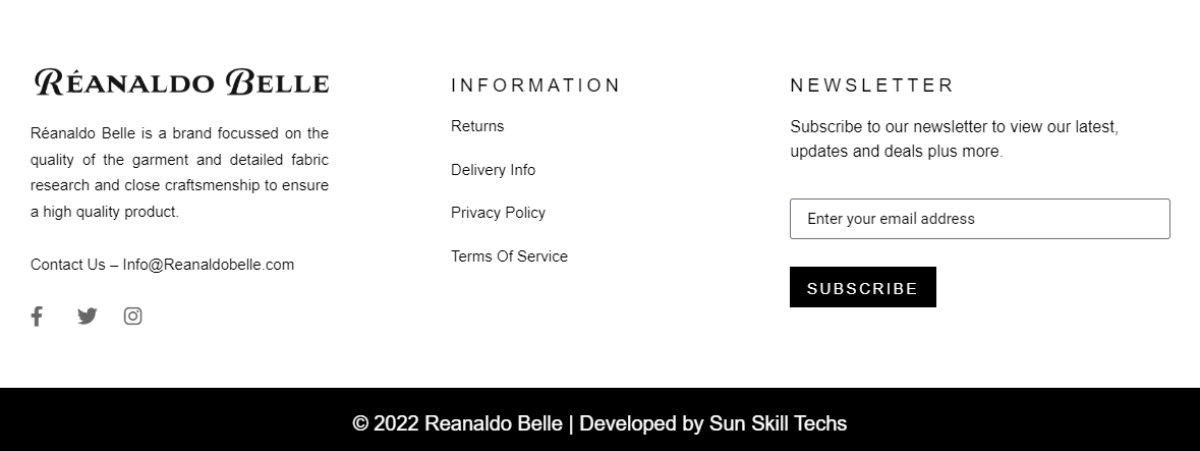 RÉANALDO BELLE
Réanaldo Belle is a brand focussed on the
quality of the garment and detailed fabric
research and close craftsmenship to ensure
a high quality product.
Contact Us – Info@Reanaldobelle.com
INFORMATION
Returns
Delivery Info
Privacy Policy
Terms Of Service
NEWSLETTER
Subscribe to our newsletter to view our latest,
updates and deals plus more.
Enter your email address
SUBSCRIBE
© 2022 Reanaldo Belle | Developed by Sun Skill Techs